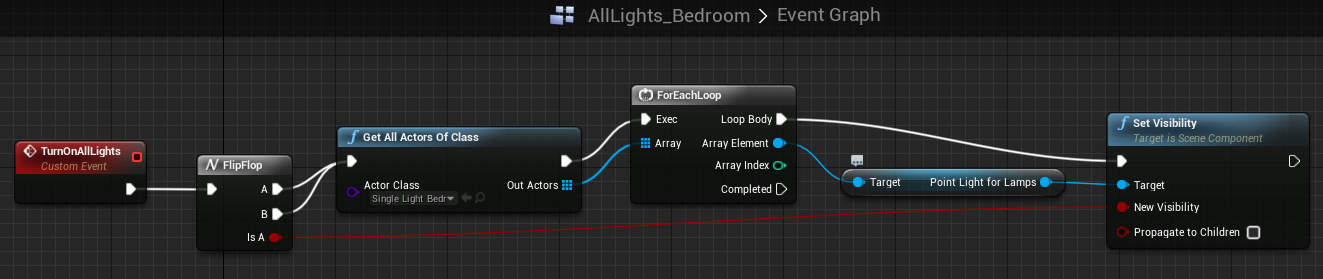 AllLights_Bedroom > Event Graph
TurnOnAllLights
Custom Event
FlipFlop
A
B
Is A
Get All Actors Of Class
Actor Class
Single Light Bedr
Out Actors
ForEachLoop
Exec
Loop Body
Array
Array Element
Array Index
Completed
Target
Point Light for Lamps
Set Visibility
Target is Scene Component
Target
New Visibility
Propagate to Children